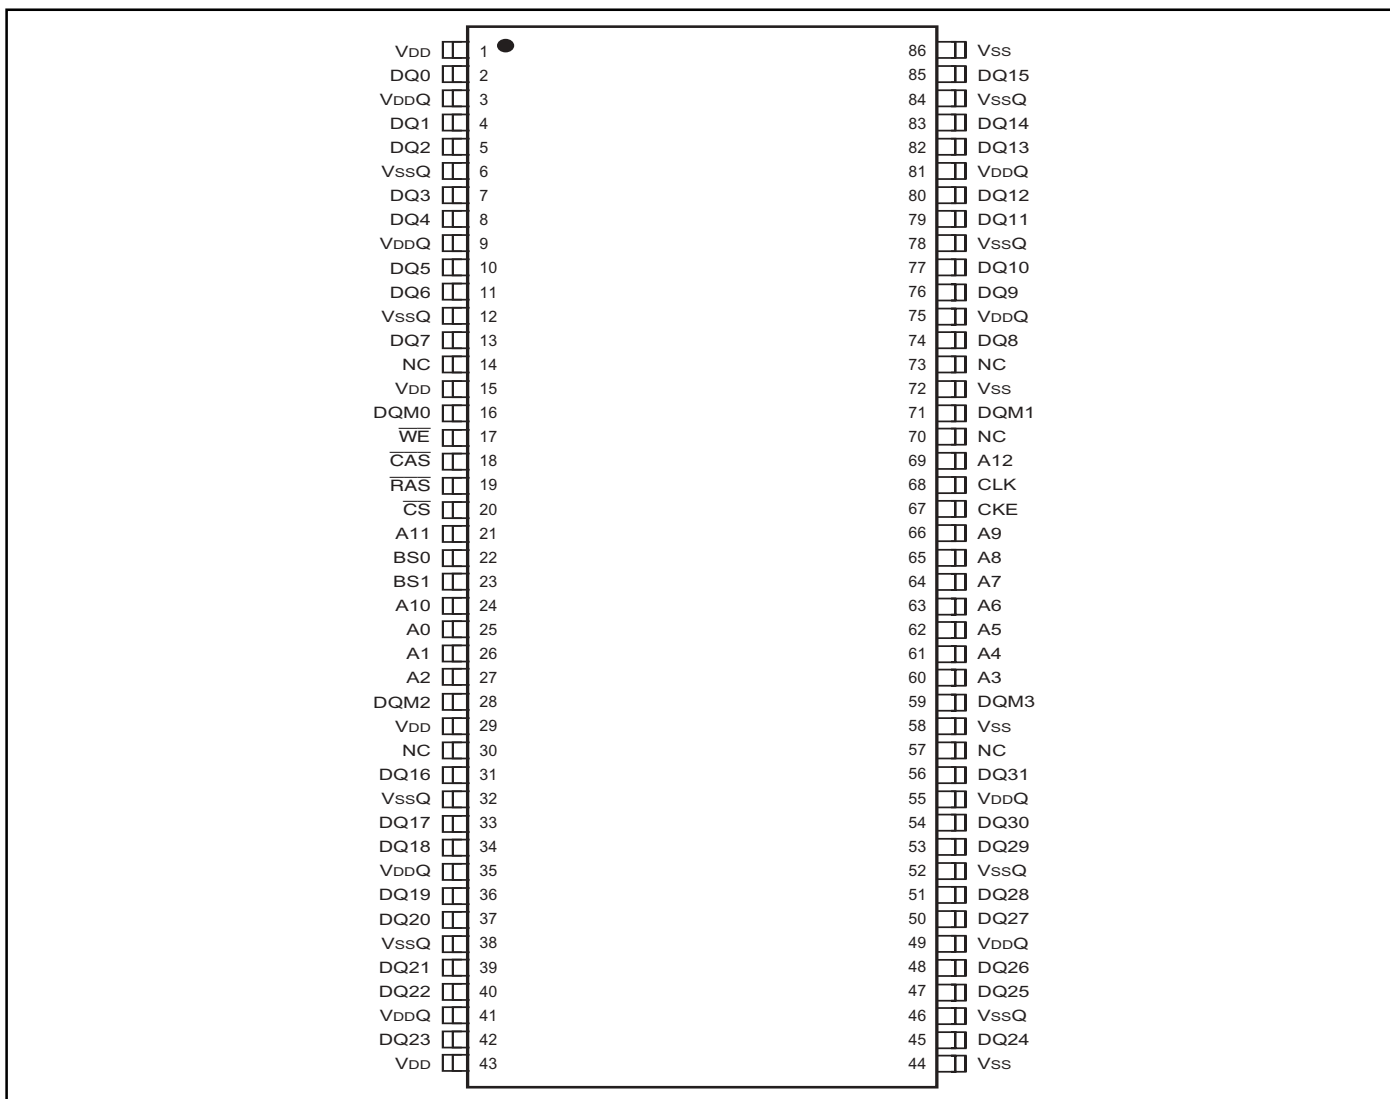 VDD 1 86 VSS
DQ0 2 85 DQ15
VDDQ 3 84 VSSQ
DQ1 4 83 DQ14
DQ2 5 82 DQ13
VSSQ 6 81 VDDQ
DQ3 7 80 DQ12
DQ4 8 79 DQ11
VDDQ 9 78 VSSQ
DQ5 10 77 DQ10
DQ6 11 76 DQ9
VSSQ 12 75 VDDQ
DQ7 13 74 DQ8
NC 14 73 NC
VDD 15 72 VSS
DQM0 16 71 DQM1
W̅E̅ 17 70 NC
C̅A̅S̅ 18 69 A12
R̅A̅S̅ 19 68 CLK
C̅S̅ 20 67 CKE
A11 21 66 A9
BS0 22 65 A8
BS1 23 64 A7
A10 24 63 A6
A0 25 62 A5
A1 26 61 A4
A2 27 60 A3
DQM2 28 59 DQM3
VDD 29 58 VSS
NC 30 57 NC
DQ16 31 56 DQ31
VSSQ 32 55 VDDQ
DQ17 33 54 DQ30
DQ18 34 53 DQ29
VDDQ 35 52 VSSQ
DQ19 36 51 DQ28
DQ20 37 50 DQ27
VSSQ 38 49 VDDQ
DQ21 39 48 DQ26
DQ22 40 47 DQ25
VDDQ 41 46 VSSQ
DQ23 42 45 DQ24
VDD 43 44 VSS